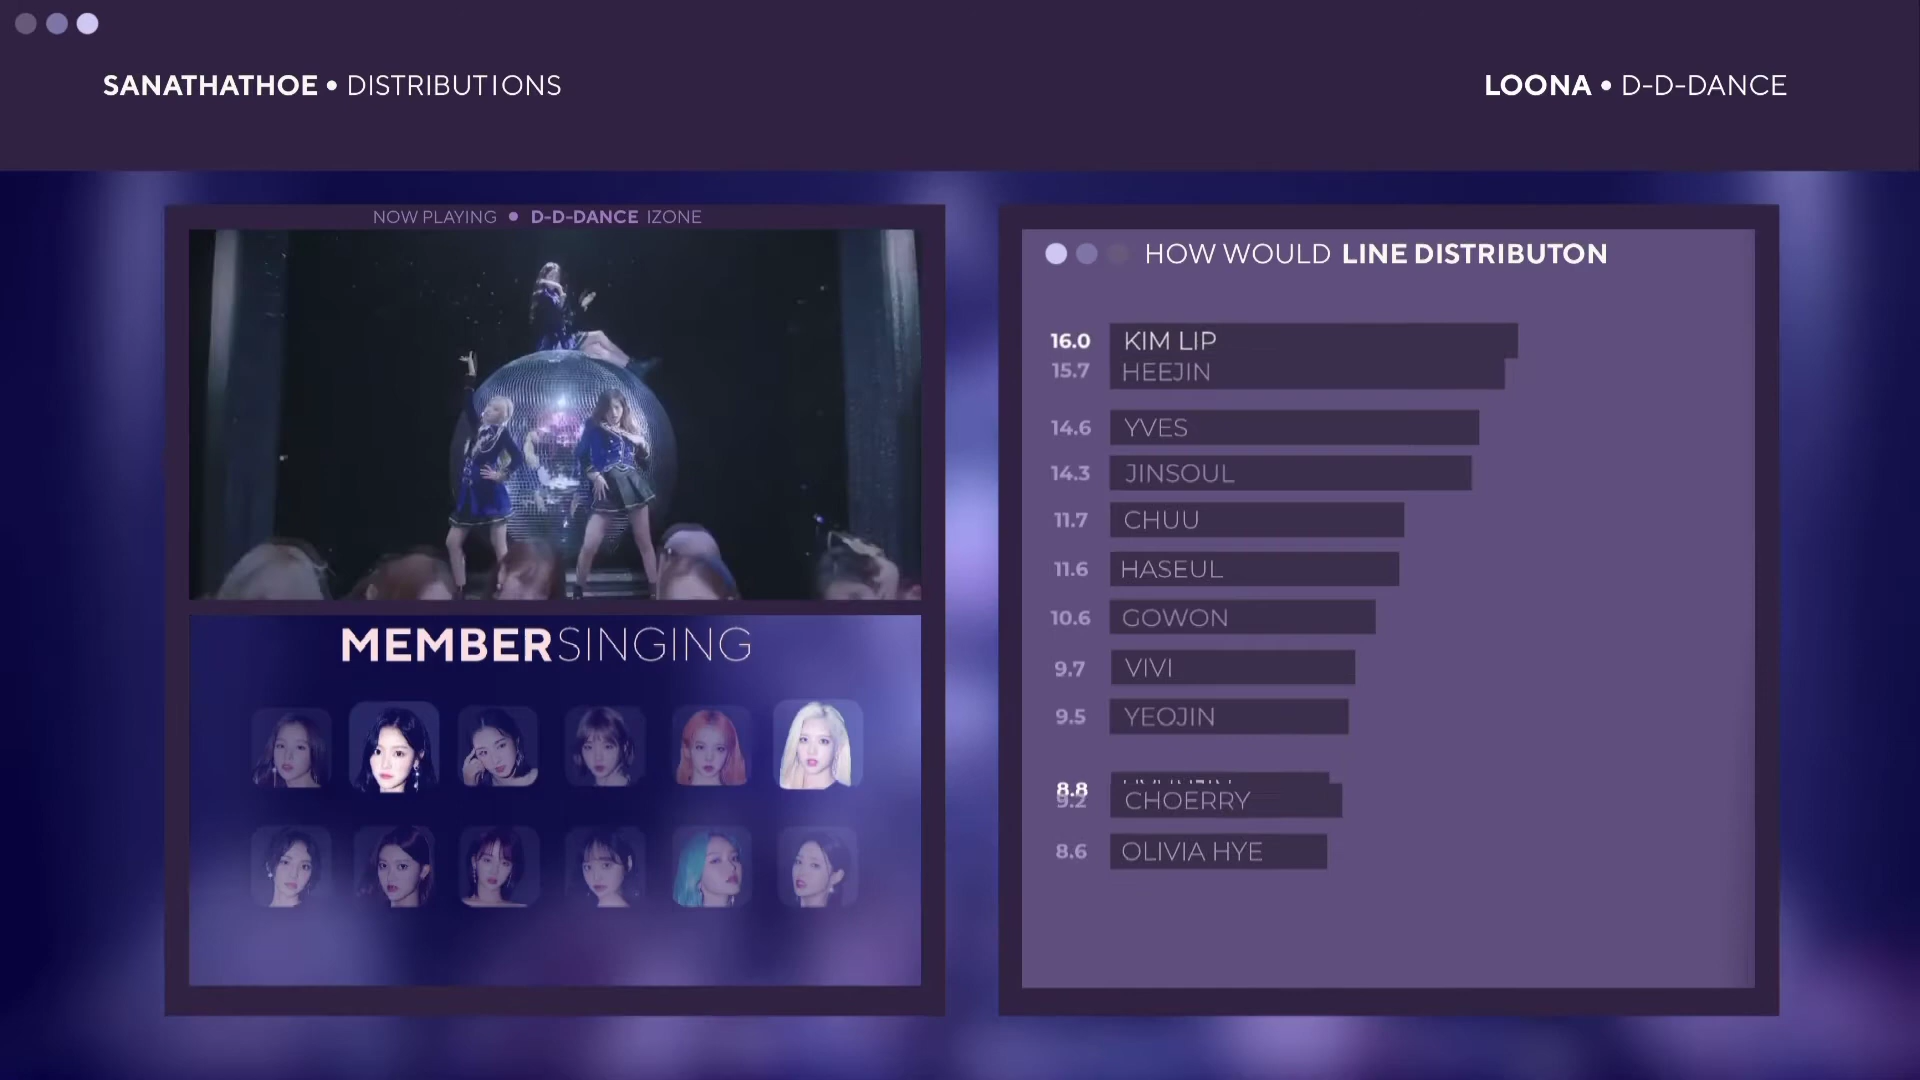 SANATHATHOE • DISTRIBUTIONS
LOONA • D-D-DANCE
NOW PLAYING • D-D-DANCE IZONE
MEMBERSINGING
HOW WOULD LINE DISTRIBUTON
16.0 KIM LIP
15.7 HEEJIN
14.6 YVES
14.3 JINSOUL
11.7 CHUU
11.6 HASEUL
10.6 GOWON
9.7 VIVI
9.5 YEOJIN
8.8
9.2 CHOERRY
8.6 OLIVIA HYE